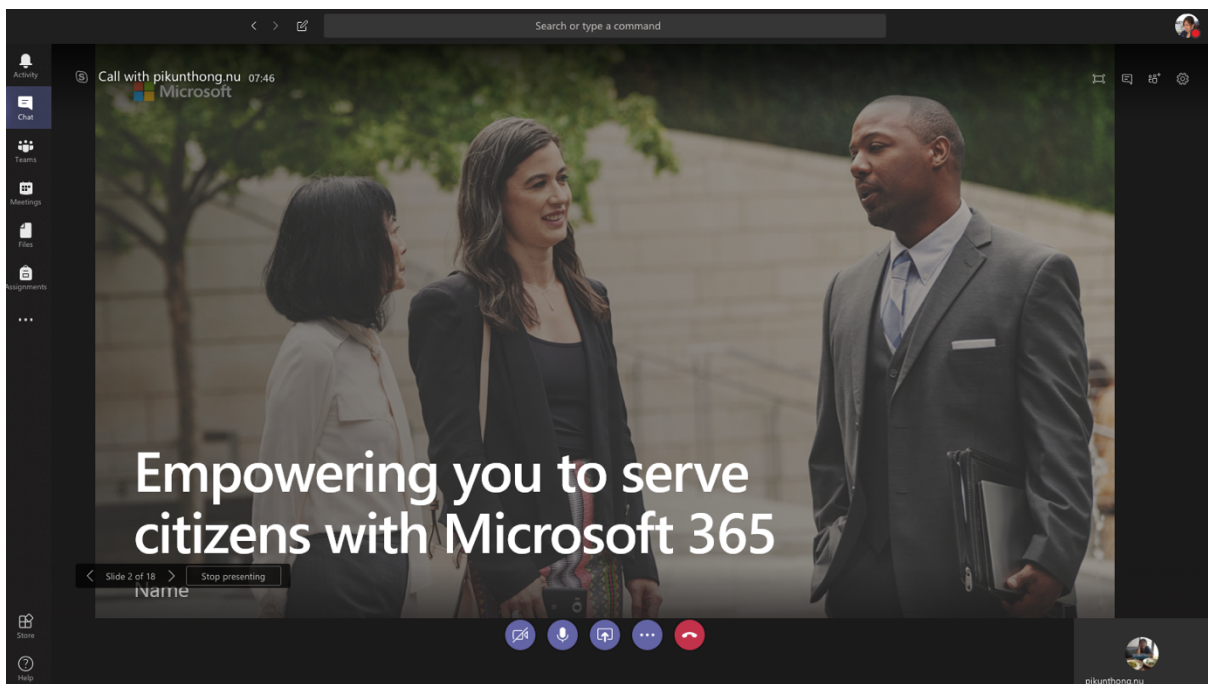 Search or type a command
Activity
Chat
Teams
Meetings
Files
Assignments
Store
Help
Call with pikunthong.nu 07:46
Microsoft
Empowering you to serve
citizens with Microsoft 365
Slide 2 of 18 Stop presenting
Name
pikunthong.nu